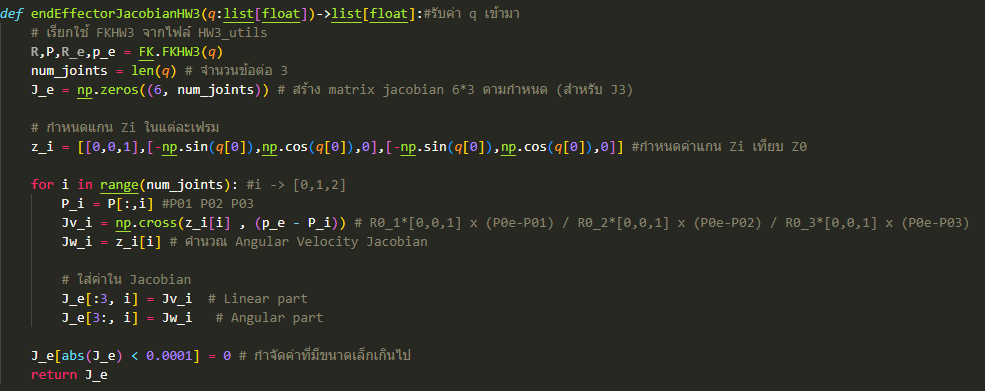 def endEffectorJacobianHW3(q:list[float])->list[float]:#รับค่า q เข้ามา
# เรียกใช้ FKHW3 จากไฟล์ HW3_utils
R,P,R_e,p_e = FK.FKHW3(q)
num_joints = len(q) # จำนวนข้อต่อ 3
J_e = np.zeros((6, num_joints)) # สร้าง matrix jacobian 6*3 ตามกำหนด (สำหรับ J3)
# กำหนดแกน Zi ในแต่ละเฟรม
z_i = [[0,0,1],[-np.sin(q[0]),np.cos(q[0]),0],[-np.sin(q[0]),np.cos(q[0]),0]] #กำหนดค่าแกน Zi เทียบ Z0
for i in range(num_joints): #i -> [0,1,2]
P_i = P[:,i] #P01 P02 P03
Jv_i = np.cross(z_i[i] , (p_e - P_i)) # R0_1*[0,0,1] x (P0e-P01) / R0_2*[0,0,1] x (P0e-P02) / R0_3*[0,0,1] x (P0e-P03)
Jw_i = z_i[i] # คำนวณ Angular Velocity Jacobian
# ใส่ค่าใน Jacobian
J_e[:3, i] = Jv_i  # Linear part
J_e[3:, i] = Jw_i   # Angular part
J_e[abs(J_e) < 0.0001] = 0 # กำจัดค่าที่มีขนาดเล็กเกินไป
return J_e